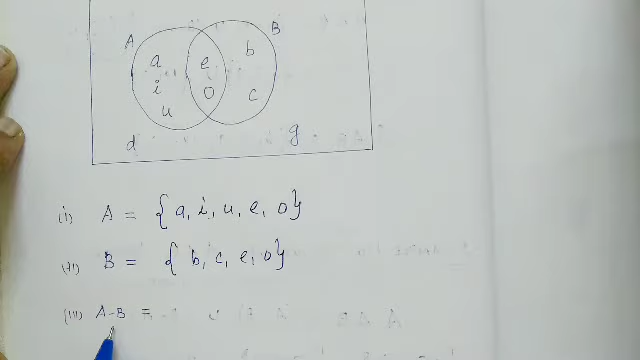 A B
a e b
i o c
u
d g
(i) A = { a, i, u, e, o}
(ii) B = { b, c, e, o}
(iii) A-B =